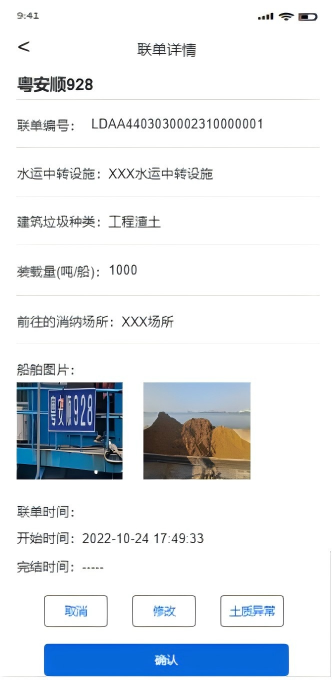 9:41
<
联单详情
粤安顺928
联单编号： LDAA4403030002310000001
水运中转设施：XXX水运中转设施
建筑垃圾种类：工程渣土
装载量(吨/船)：1000
前往的消纳场所：XXX场所
船舶图片：
粤安顺928
联单时间：
开始时间：2022-10-24 17:49:33
完结时间：-----
取消 修改 土质异常
确认